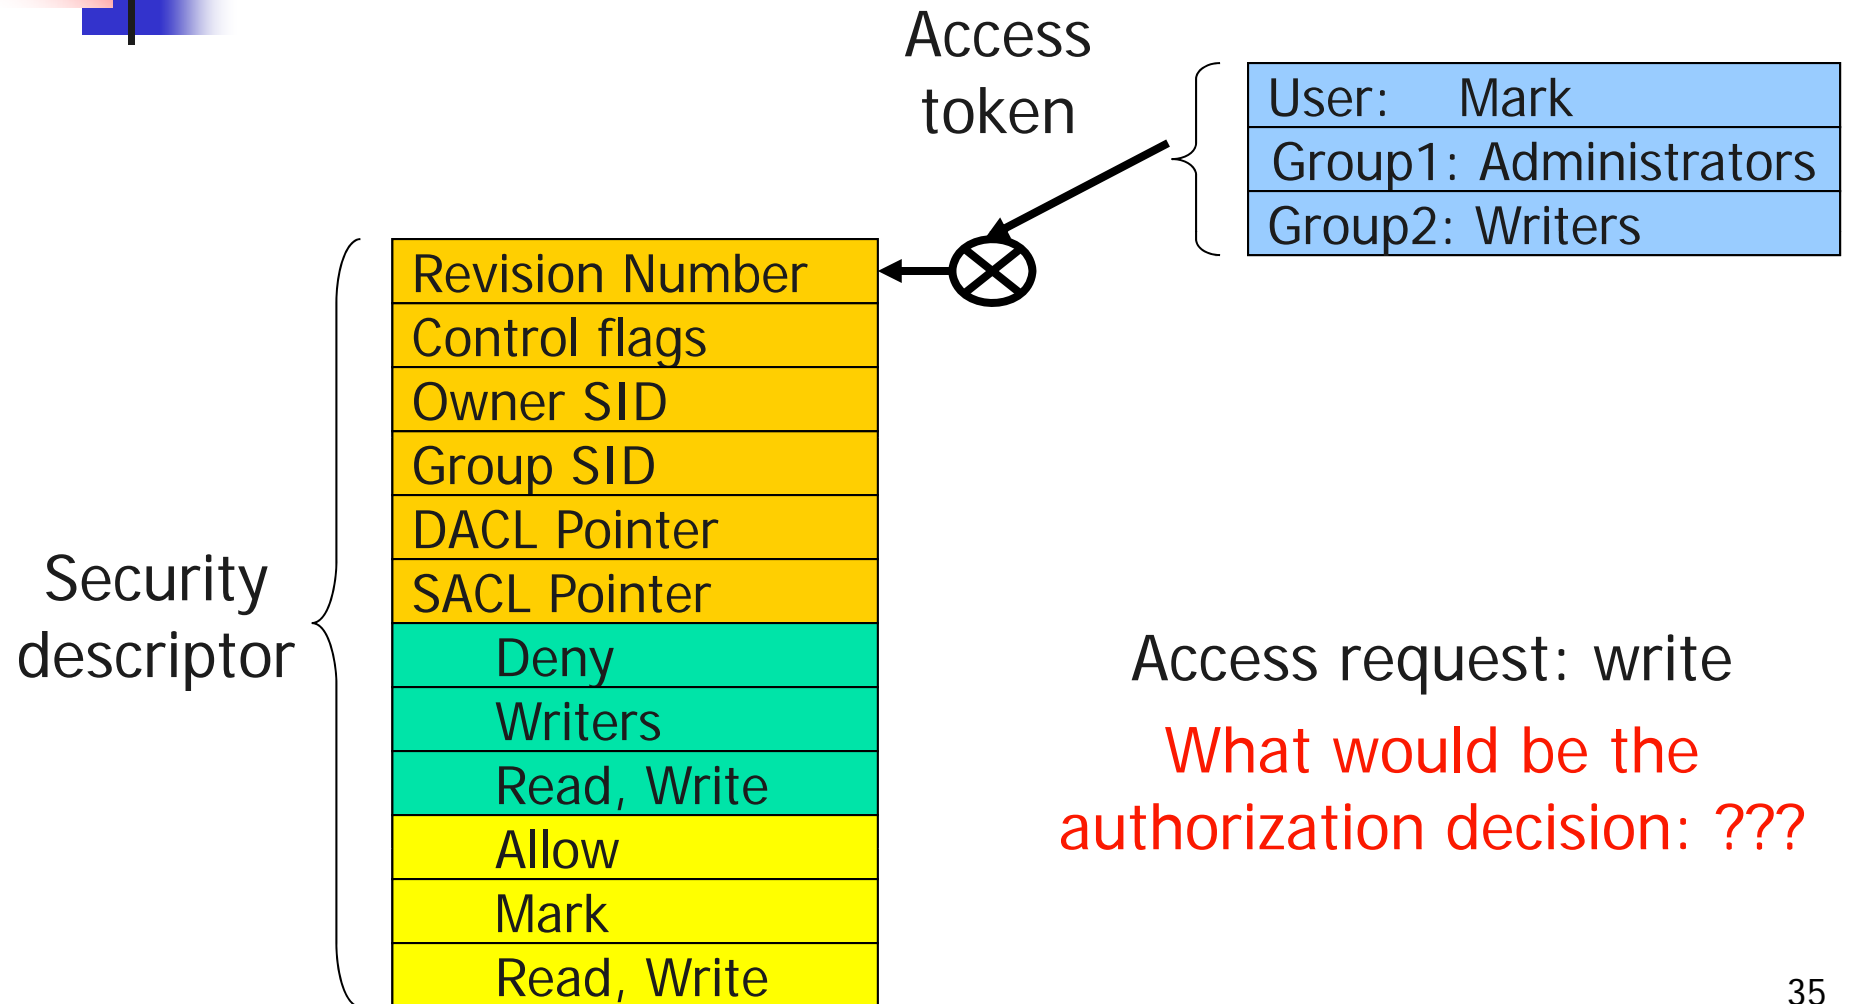 Access
token
User: Mark
Group1: Administrators
Group2: Writers
Security
descriptor
Revision Number
Control flags
Owner SID
Group SID
DACL Pointer
SACL Pointer
Deny
Writers
Read, Write
Allow
Mark
Read, Write
Access request: write
What would be the
authorization decision: ???
35